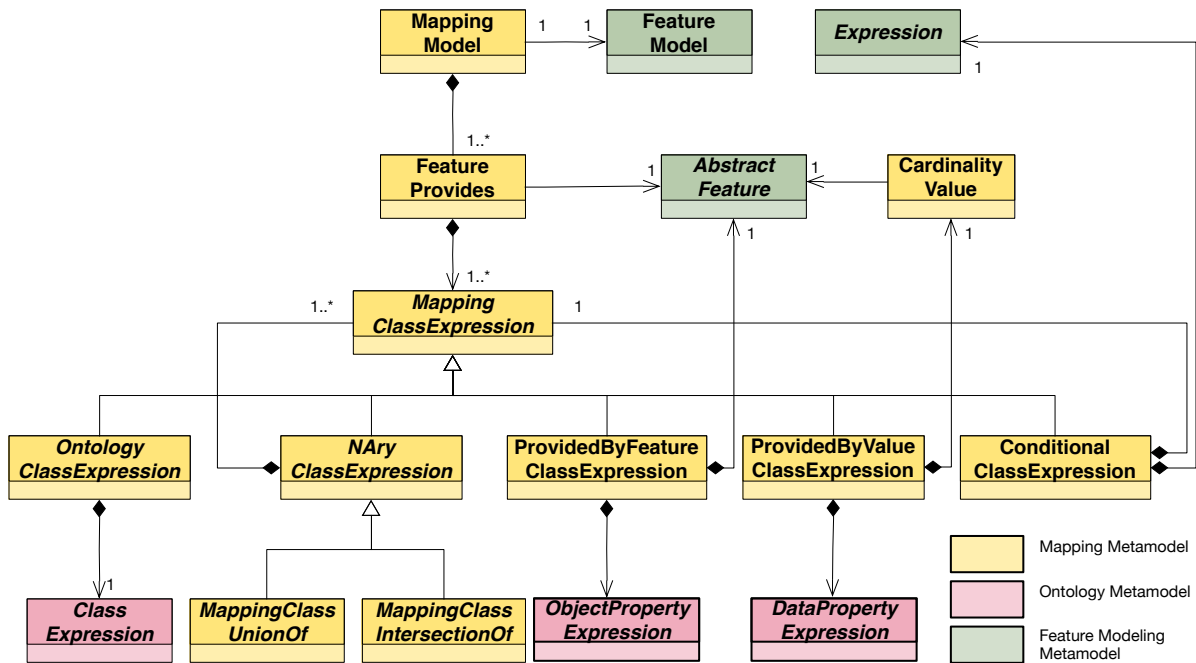 Mapping
Model
1
1
Feature
Model
Expression
1
1..*
Feature
Provides
1
Abstract
Feature
1
Cardinality
Value
1
1
1..*
1..*
Mapping
ClassExpression
1
Ontology
ClassExpression
NAry
ClassExpression
ProvidedByFeature
ClassExpression
ProvidedByValue
ClassExpression
Conditional
ClassExpression
1
Class
Expression
MappingClass
UnionOf
MappingClass
IntersectionOf
ObjectProperty
Expression
DataProperty
Expression
Mapping Metamodel
Ontology Metamodel
Feature Modeling
Metamodel